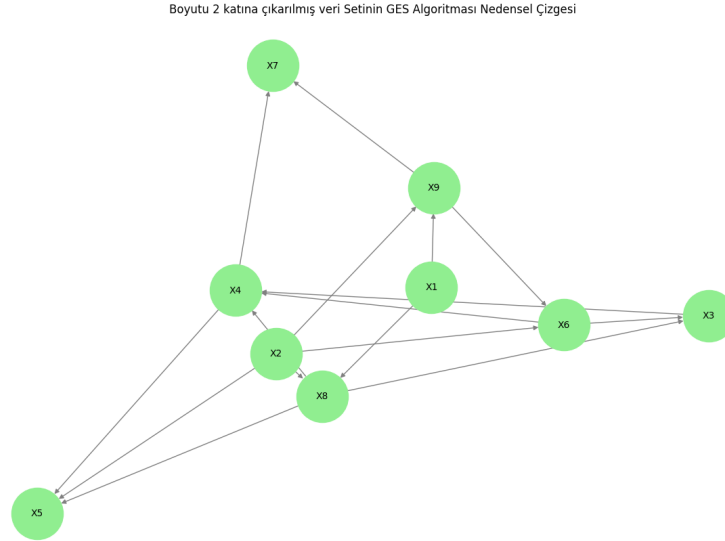 Boyutu 2 katına çıkarılmış veri Setinin GES Algoritması Nedensel Çizgesi
X7
X9
X4
X1
X3
X6
X2
X8
X5